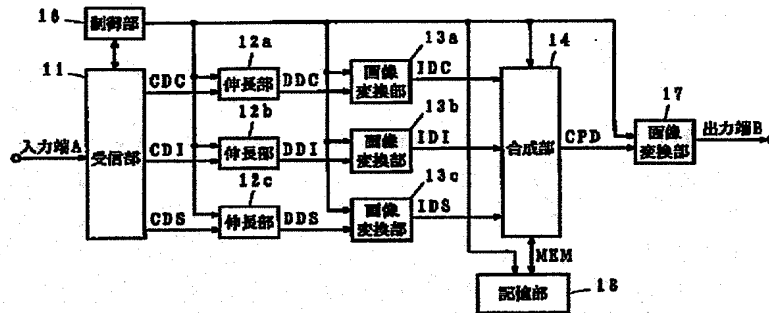 16
制御部
11
受信部
入力端A
CDC
CDI
CDS
12a
伸長部
12b
伸長部
12c
伸長部
DDC
DDI
DDS
13a
画像
変換部
13b
画像
変換部
13c
画像
変換部
IDC
IDI
IDS
14
合成部
CPD
17
画像
変換部
出力端B
MEM
記憶部
18